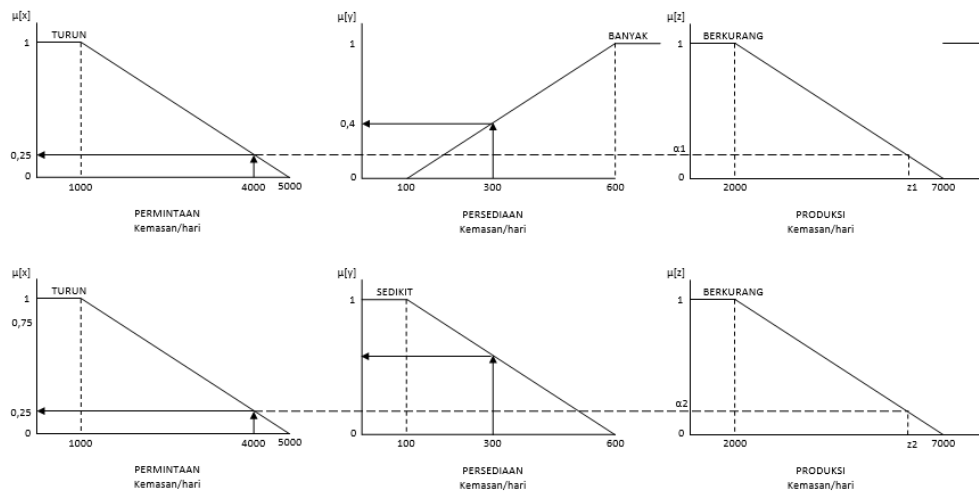 μ[x]
TURUN
1
0,25
0
1000
4000
5000
PERMINTAAN
Kemasan/hari
μ[y]
BANYAK
1
0,4
0
100
300
600
PERSEDIAAN
Kemasan/hari
μ[z]
BERKURANG
1
α1
0
2000
z1
7000
PRODUKSI
Kemasan/hari
μ[x]
TURUN
1
0,75
0,25
0
1000
4000
5000
PERMINTAAN
Kemasan/hari
μ[y]
SEDIKIT
1
0
100
300
600
PERSEDIAAN
Kemasan/hari
μ[z]
BERKURANG
1
α2
0
2000
z2
7000
PRODUKSI
Kemasan/hari